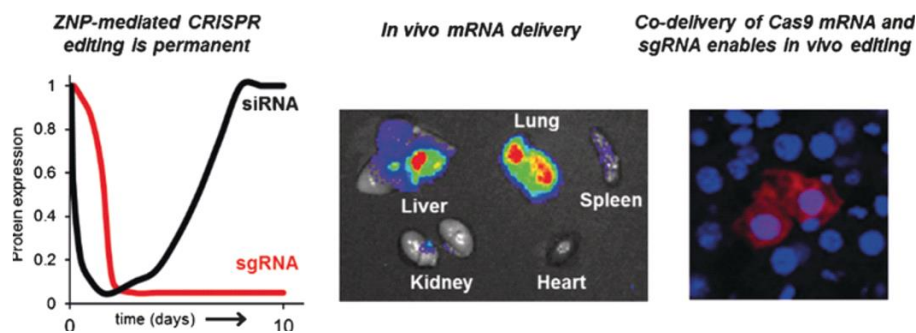 ZNP-mediated CRISPR
editing is permanent
In vivo mRNA delivery
Co-delivery of Cas9 mRNA and
sgRNA enables in vivo editing
Protein expression
1
0.8
0.6
0.4
0.2
0
siRNA
sgRNA
0
time (days)
10
Liver
Lung
Spleen
Kidney
Heart